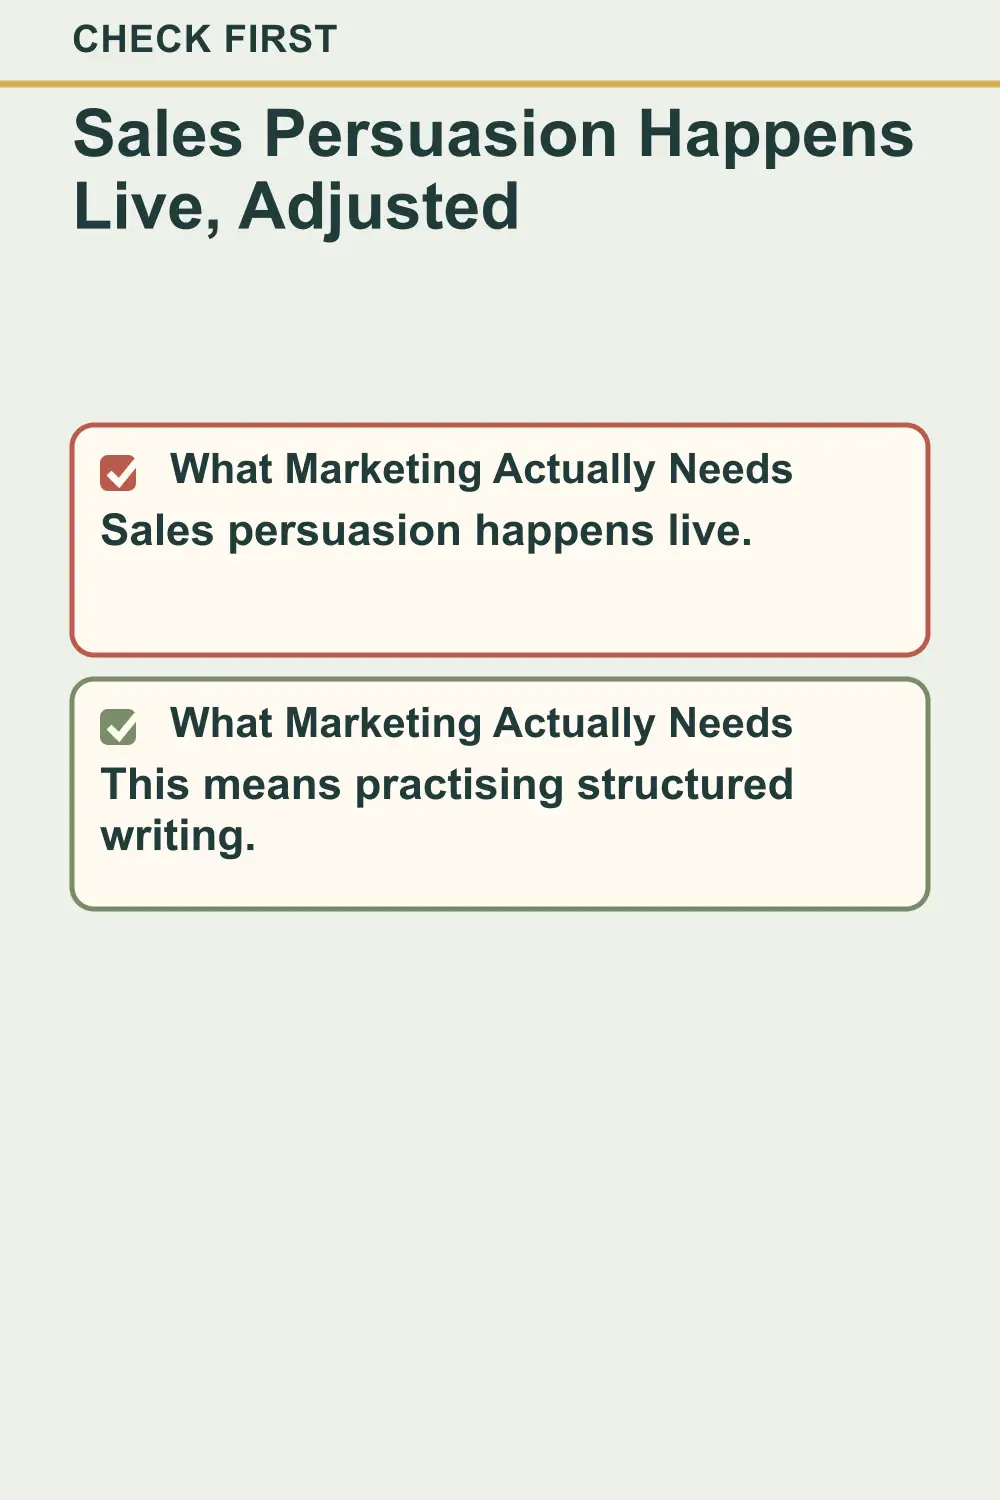 CHECK FIRST
Sales Persuasion Happens
Live, Adjusted
What Marketing Actually Needs
Sales persuasion happens live.
What Marketing Actually Needs
This means practising structured
writing.